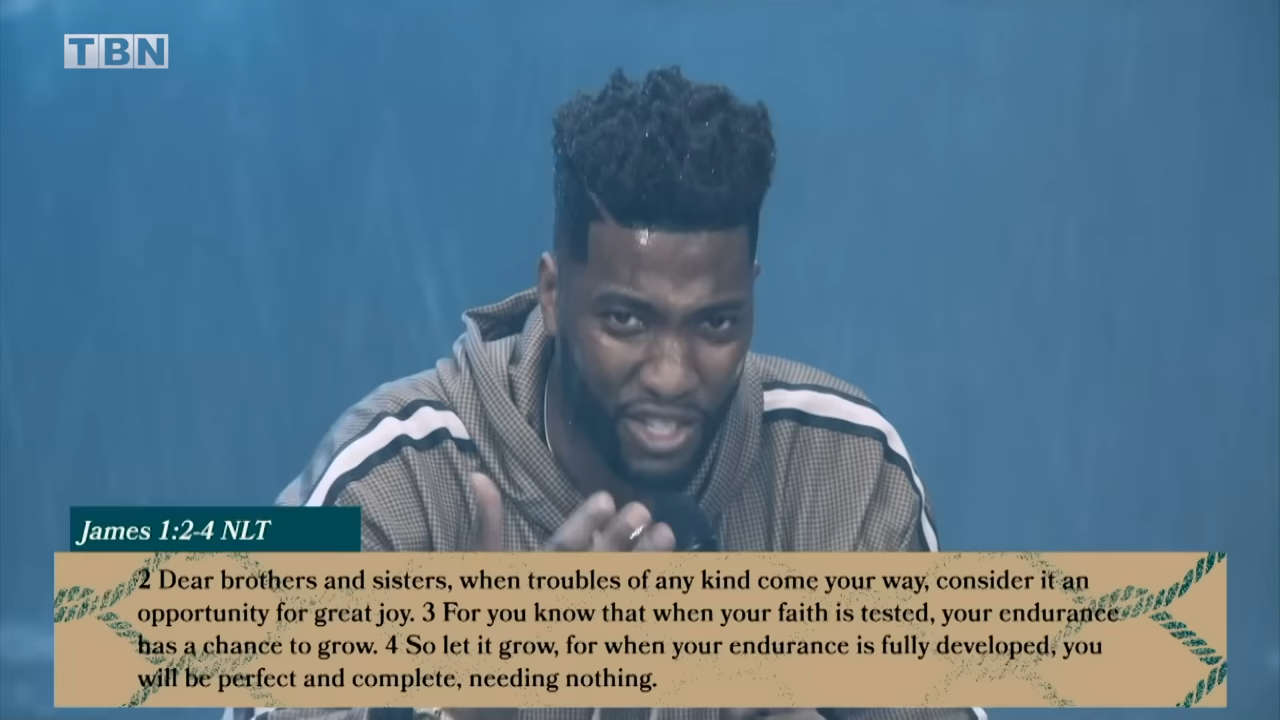 TBN
James 1:2-4 NLT
2 Dear brothers and sisters, when troubles of any kind come your way, consider it an
opportunity for great joy. 3 For you know that when your faith is tested, your endurance
has a chance to grow. 4 So let it grow, for when your endurance is fully developed, you
will be perfect and complete, needing nothing.